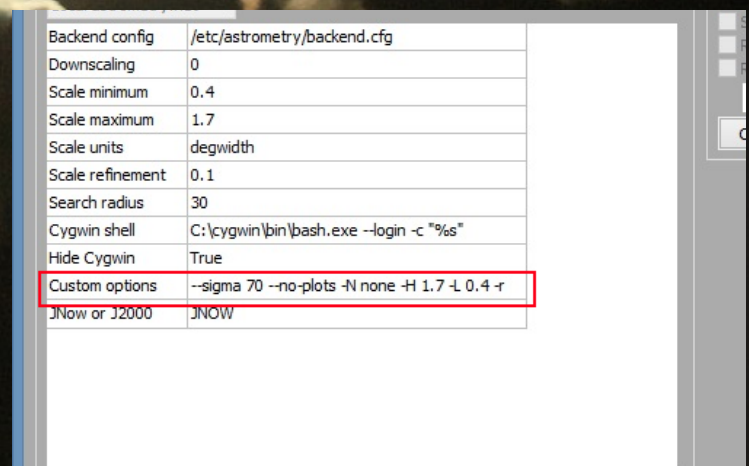 Backend config /etc/astrometry/backend.cfg
Downscaling 0
Scale minimum 0.4
Scale maximum 1.7
Scale units degwidth
Scale refinement 0.1
Search radius 30
Cygwin shell C:\cygwin\bin\bash.exe --login -c "%s"
Hide Cygwin True
Custom options --sigma 70 --no-plots -N none -H 1.7 -L 0.4 -r
JNow or J2000 JNOW